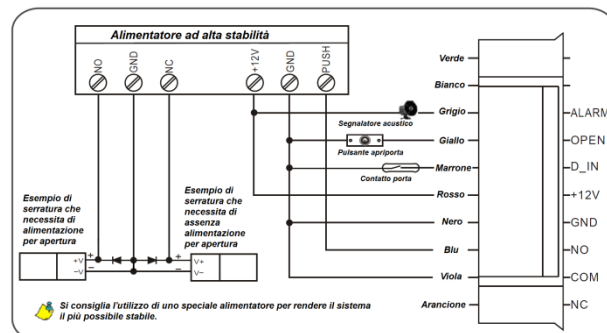 Alimentatore ad alta stabilità
NO
GND
NC
+12V
GND
PUSH
Verde
Bianco
Grigio
ALARM
Segnalatore acustico
Giallo
OPEN
Pulsante apriporta
Marrone
D_IN
Contatto porta
Rosso
+12V
Nero
GND
Blu
NO
Viola
COM
Arancione
NC
Esempio di
serratura che
necessita di
alimentazione
per apertura
Esempio di
serratura che
necessita di
assenza
alimentazione
per apertura
+V
+
−V
−
+
V+
−
V−
Si consiglia l'utilizzo di uno speciale alimentatore per rendere il sistema
il più possibile stabile.